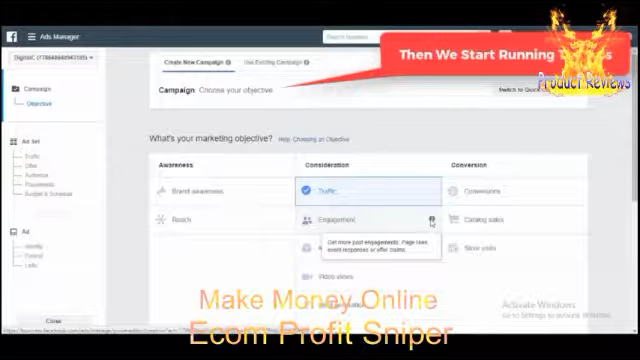 Ads Manager
Search business
Then We Start Running
Product Reviews
Create New Campaign
Use Existing Campaign
Campaign
Objective
Campaign: Choose your objective
Switch to Quick
What's your marketing objective?
Help: Choosing an Objective
Ad Set
Traffic
Offer
Audience
Placements
Budget & Schedule
Awareness
Consideration
Conversion
Brand awareness
Traffic
Conversions
Reach
Engagement
Catalog sales
Get more post engagements, Page likes,
event responses or offer claims.
Store visits
Ad
Identity
Format
Links
Video views
Close
Activate Windows
Go to Settings to activate Windows.
Make Money Online
Ecom Profit Sniper